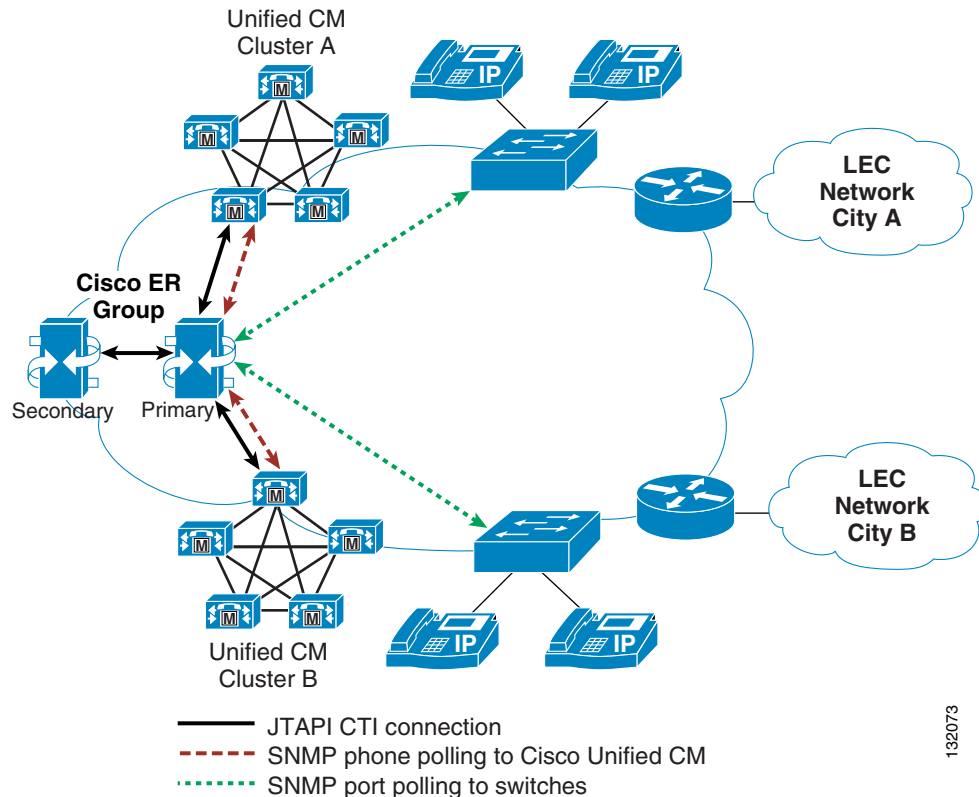 Unified CM
Cluster A
M
M
M
M
M
IP
IP
LEC
Network
City A
Cisco ER
Group
Secondary
Primary
LEC
Network
City B
M
M
M
M
M
IP
IP
Unified CM
Cluster B
JTAPI CTI connection
SNMP phone polling to Cisco Unified CM
SNMP port polling to switches
132073